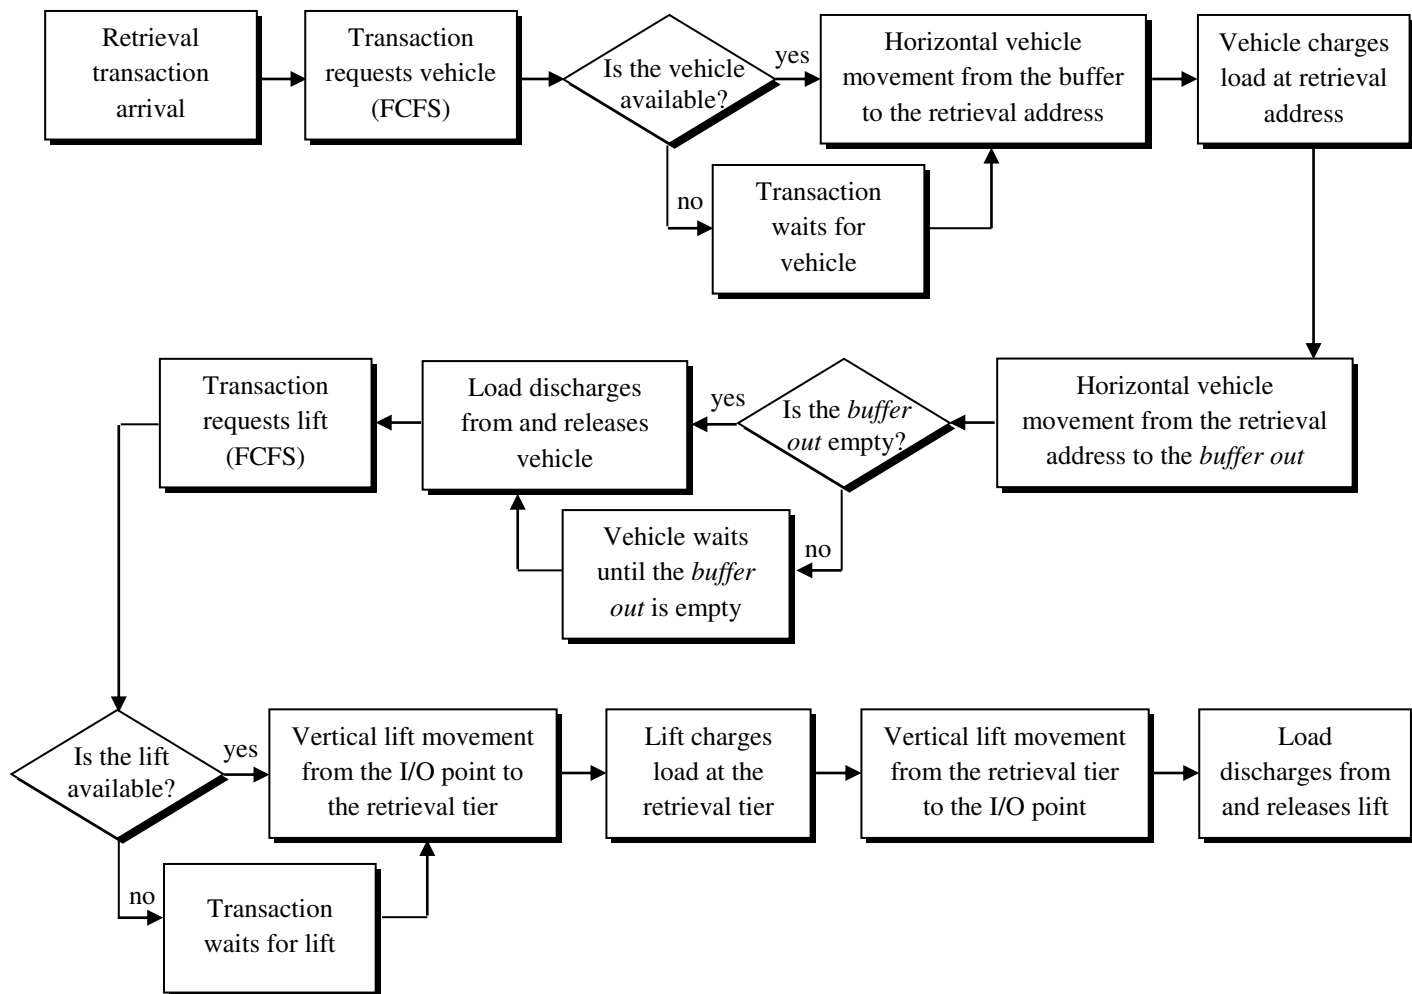 Retrieval
transaction
arrival
Transaction
requests vehicle
(FCFS)
Is the vehicle
available?
yes
Horizontal vehicle
movement from the buffer
to the retrieval address
Vehicle charges
load at retrieval
address
no
Transaction
waits for
vehicle
Horizontal vehicle
movement from the retrieval
address to the buffer out
Is the buffer
out empty?
yes
Load discharges
from and releases
vehicle
Transaction
requests lift
(FCFS)
no
Vehicle waits
until the buffer
out is empty
Is the lift
available?
yes
Vertical lift movement
from the I/O point to
the retrieval tier
Lift charges
load at the
retrieval tier
Vertical lift movement
from the retrieval tier
to the I/O point
Load
discharges from
and releases lift
no
Transaction
waits for lift